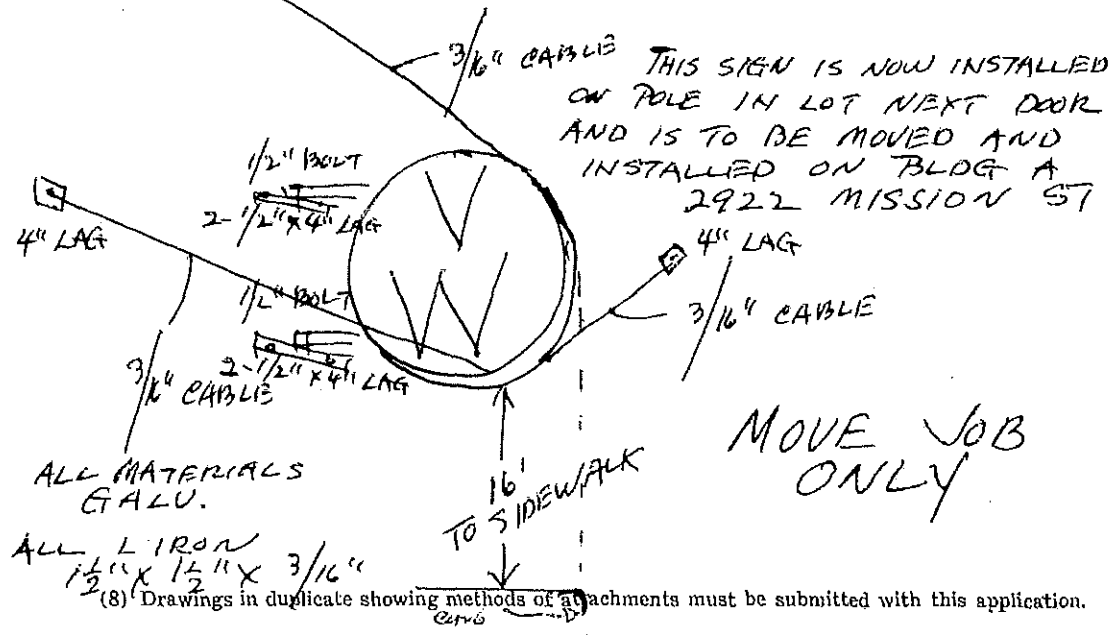 3/16" CABLE
THIS SIGN IS NOW INSTALLED
ON POLE IN LOT NEXT DOOR
AND IS TO BE MOVED AND
INSTALLED ON BLDG A
2922 MISSION ST
1/2" BOLT
2-1/2" X 4" LAG
4" LAG
V
W
4" LAG
1/2" BOLT
3/16" CABLE
2-1/2" X 4" LAG
3/16" CABLE
MOVE JOB
ONLY
ALL MATERIALS
GALV.
16'
TO SIDEWALK
ALL L IRON
1 1/2" X 1 1/2" X 3/16"
(8) Drawings in duplicate showing methods of attachments must be submitted with this application.
CURB